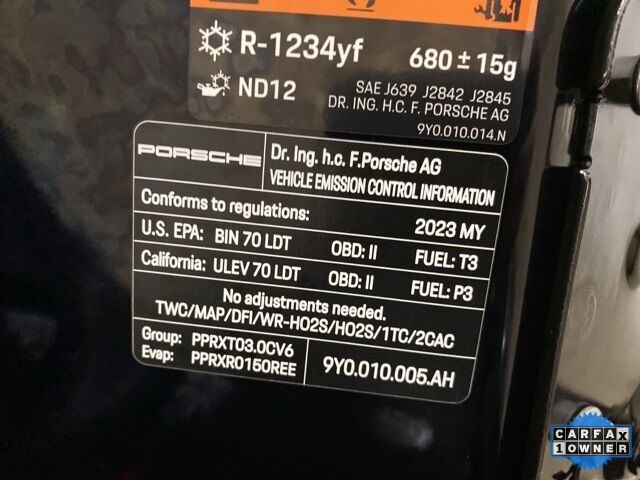 R-1234yf 680 ± 15g
ND12 SAE J639 J2842 J2845
DR. ING. H.C. F. PORSCHE AG
9Y0.010.014.N
PORSCHE Dr. Ing. h.c. F.Porsche AG
VEHICLE EMISSION CONTROL INFORMATION
Conforms to regulations: 2023 MY
U.S. EPA: BIN 70 LDT OBD: II FUEL: T3
California: ULEV 70 LDT OBD: II FUEL: P3
No adjustments needed.
TWC/MAP/DFI/WR-HO2S/HO2S/1TC/2CAC
Group: PPRXT03.0CV6
Evap: PPRXR0150REE
9Y0.010.005.AH
CARFAX
1 OWNER